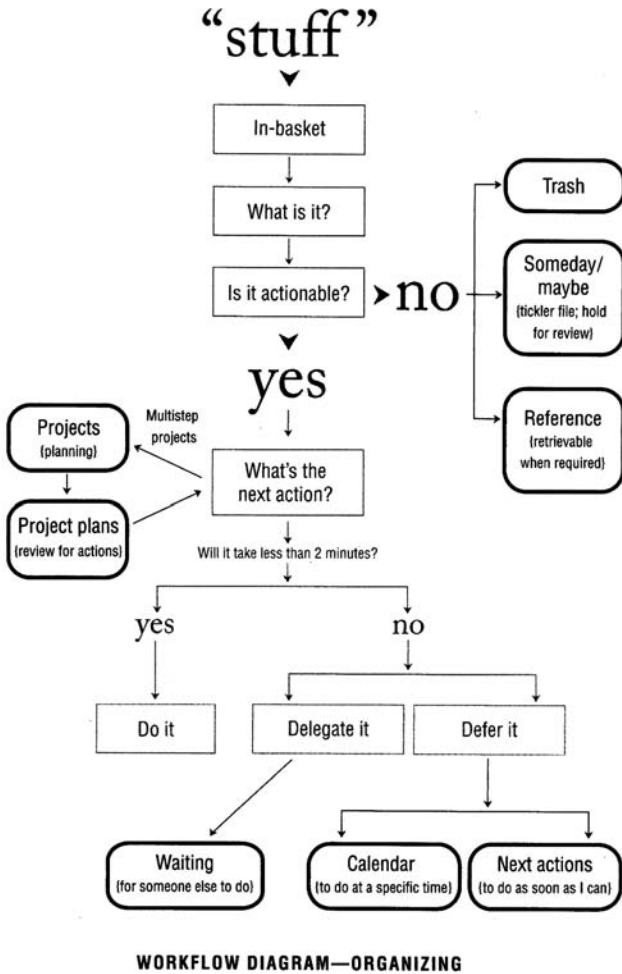 “stuff”
In-basket
What is it?
Is it actionable?
no
Trash
Someday/
maybe
(tickler file; hold
for review)
Reference
(retrievable
when required)
yes
Multistep
projects
Projects
(planning)
Project plans
(review for actions)
What's the
next action?
Will it take less than 2 minutes?
yes
no
Do it
Delegate it
Defer it
Waiting
(for someone else to do)
Calendar
(to do at a specific time)
Next actions
(to do as soon as I can)
WORKFLOW DIAGRAM—ORGANIZING